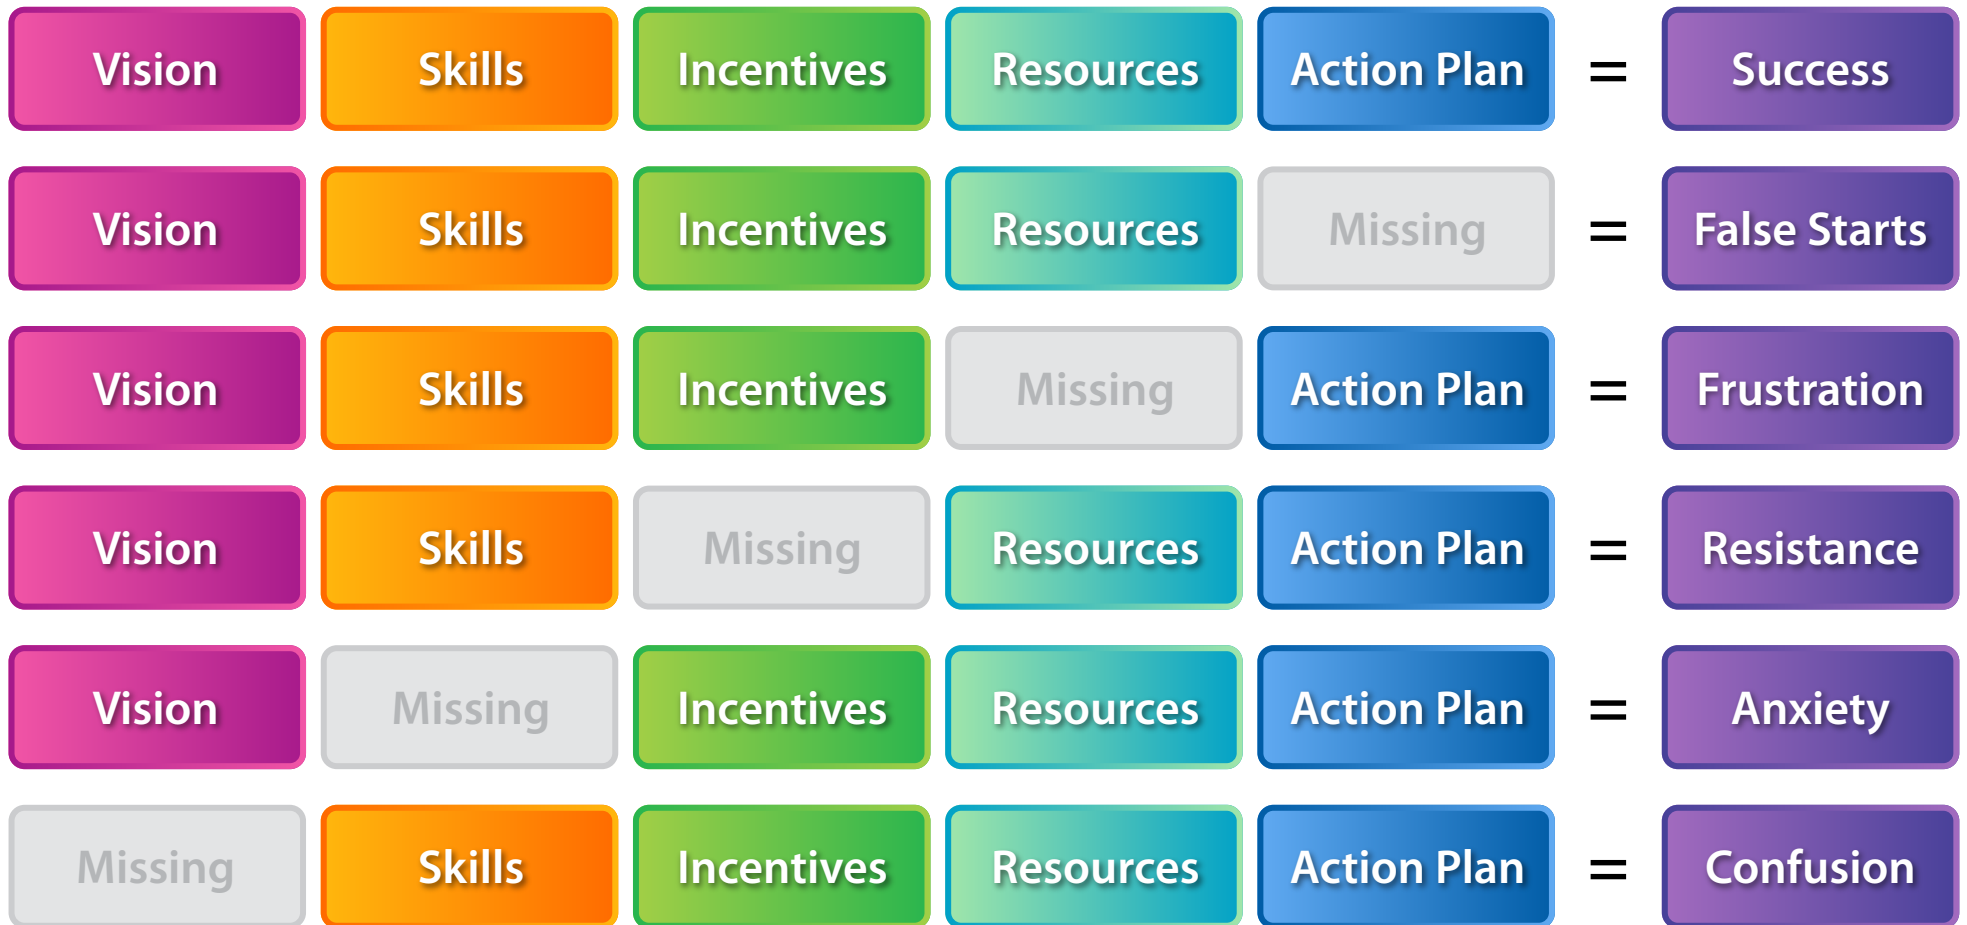 Vision Skills Incentives Resources Action Plan = Success
Vision Skills Incentives Resources Missing = False Starts
Vision Skills Incentives Missing Action Plan = Frustration
Vision Skills Missing Resources Action Plan = Resistance
Vision Missing Incentives Resources Action Plan = Anxiety
Missing Skills Incentives Resources Action Plan = Confusion